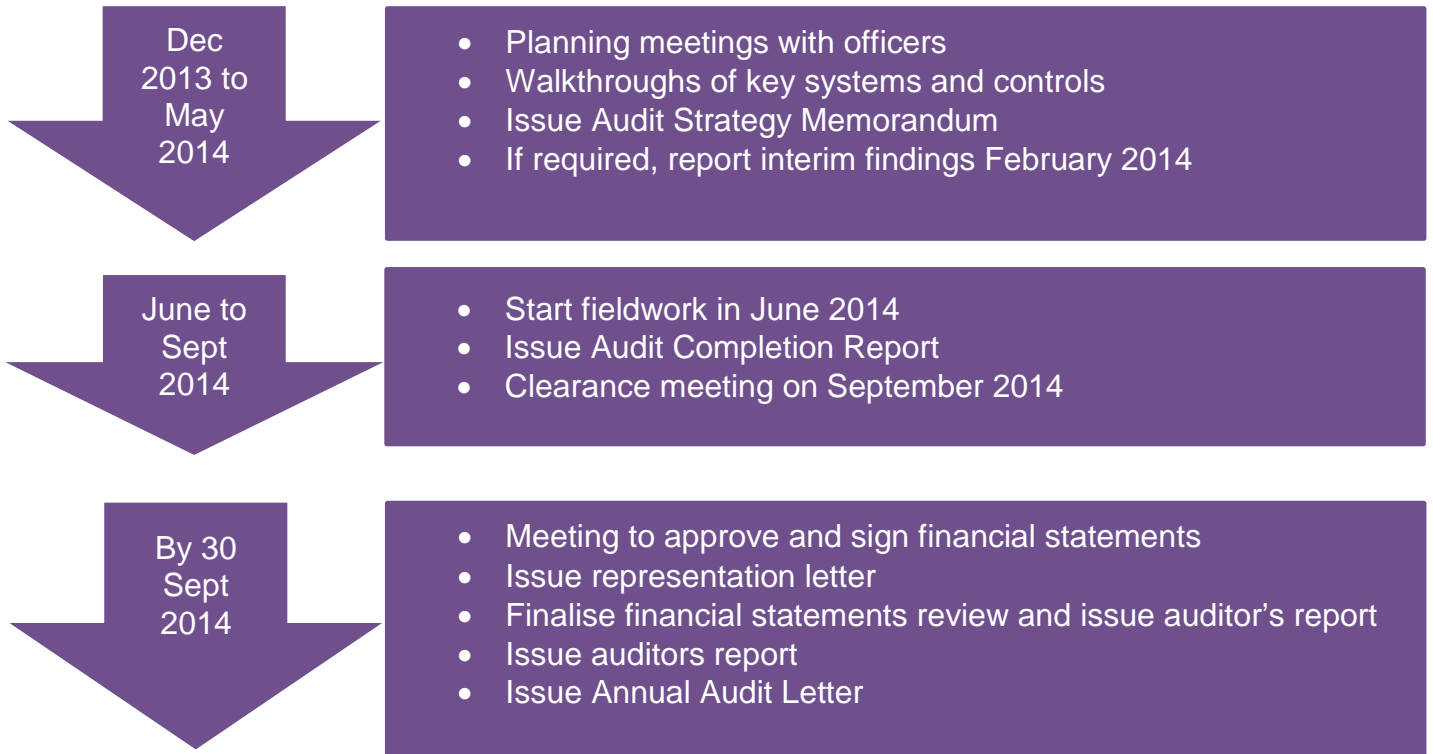 Dec
2013 to
May
2014
• Planning meetings with officers
• Walkthroughs of key systems and controls
• Issue Audit Strategy Memorandum
• If required, report interim findings February 2014
June to
Sept
2014
• Start fieldwork in June 2014
• Issue Audit Completion Report
• Clearance meeting on September 2014
By 30
Sept
2014
• Meeting to approve and sign financial statements
• Issue representation letter
• Finalise financial statements review and issue auditor’s report
• Issue auditors report
• Issue Annual Audit Letter